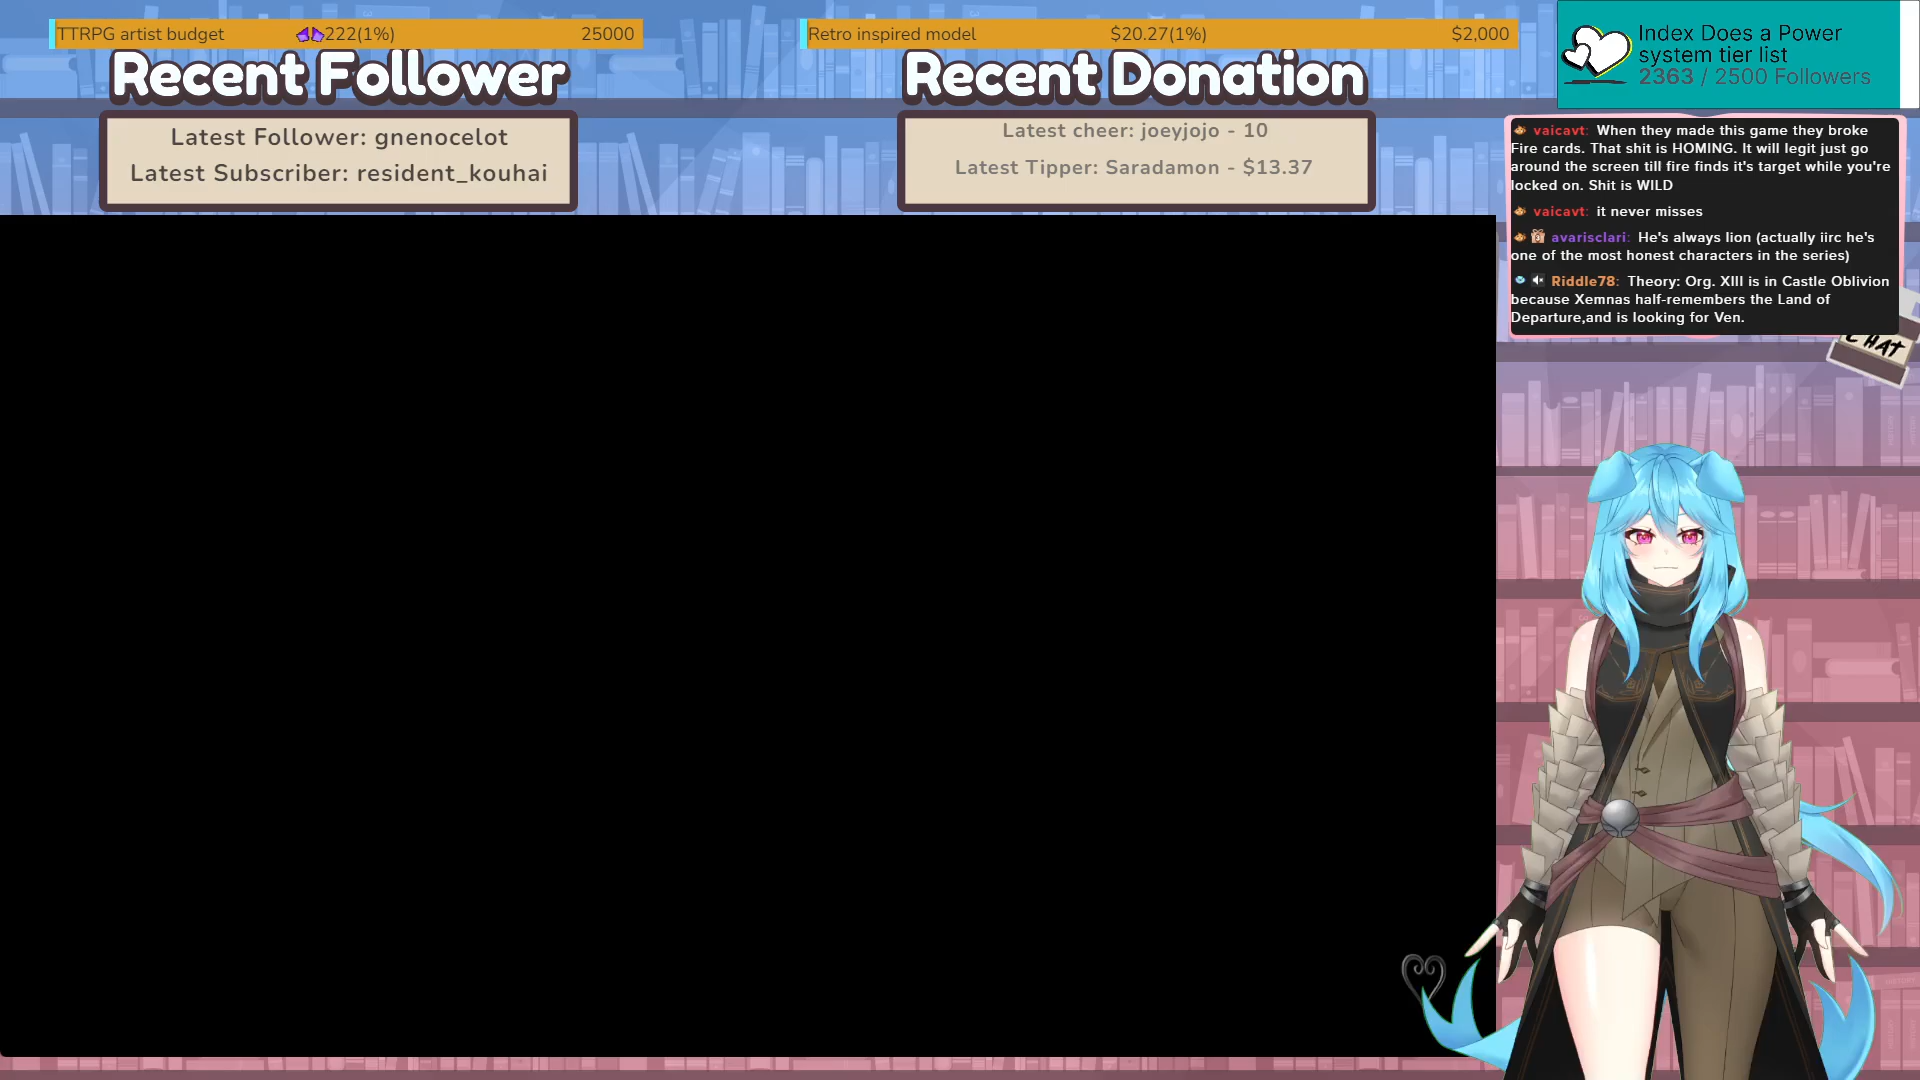 TTRPG artist budget 222(1%) 25000
Retro inspired model $20.27(1%) $2,000
Index Does a Power
system tier list
2363 / 2500 Followers
Recent Follower
Recent Donation
Latest Follower: gnenocelot
Latest Subscriber: resident_kouhai
Latest cheer: joeyjojo - 10
Latest Tipper: Saradamon - $13.37
vaicavt: When they made this game they broke
Fire cards. That shit is HOMING. It will legit just go
around the screen till fire finds it's target while you're
locked on. Shit is WILD
vaicavt: it never misses
avarisclari: He's always lion (actually iirc he's
one of the most honest characters in the series)
Riddle78: Theory: Org. XIII is in Castle Oblivion
because Xemnas half-remembers the Land of
Departure,and is looking for Ven.
CHAT